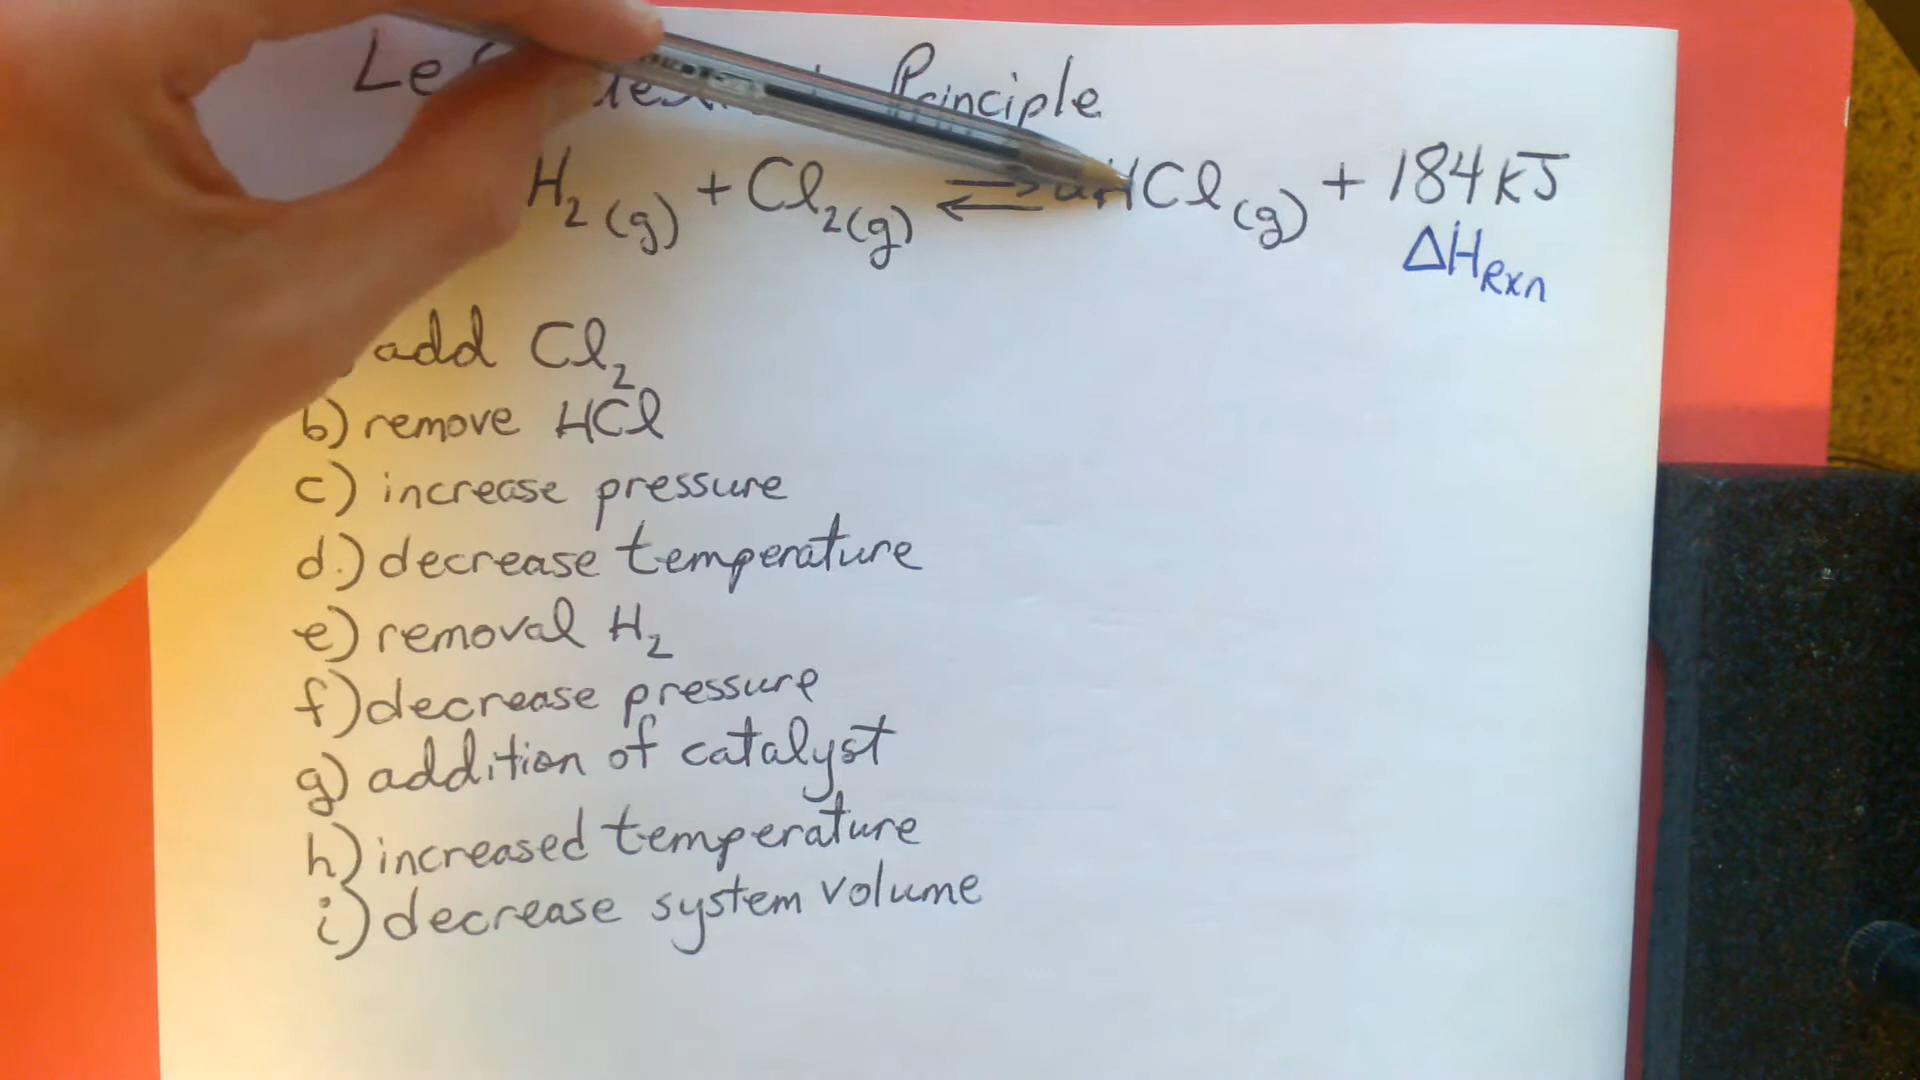 Le Principle
H₂(g) + Cl₂(g) ⇌ HCl(g) + 184 kJ
ΔHRxn
add Cl₂
b) remove HCl
c) increase pressure
d.) decrease temperature
e) removal H₂
f) decrease pressure
g) addition of catalyst
h) increased temperature
i) decrease system volume